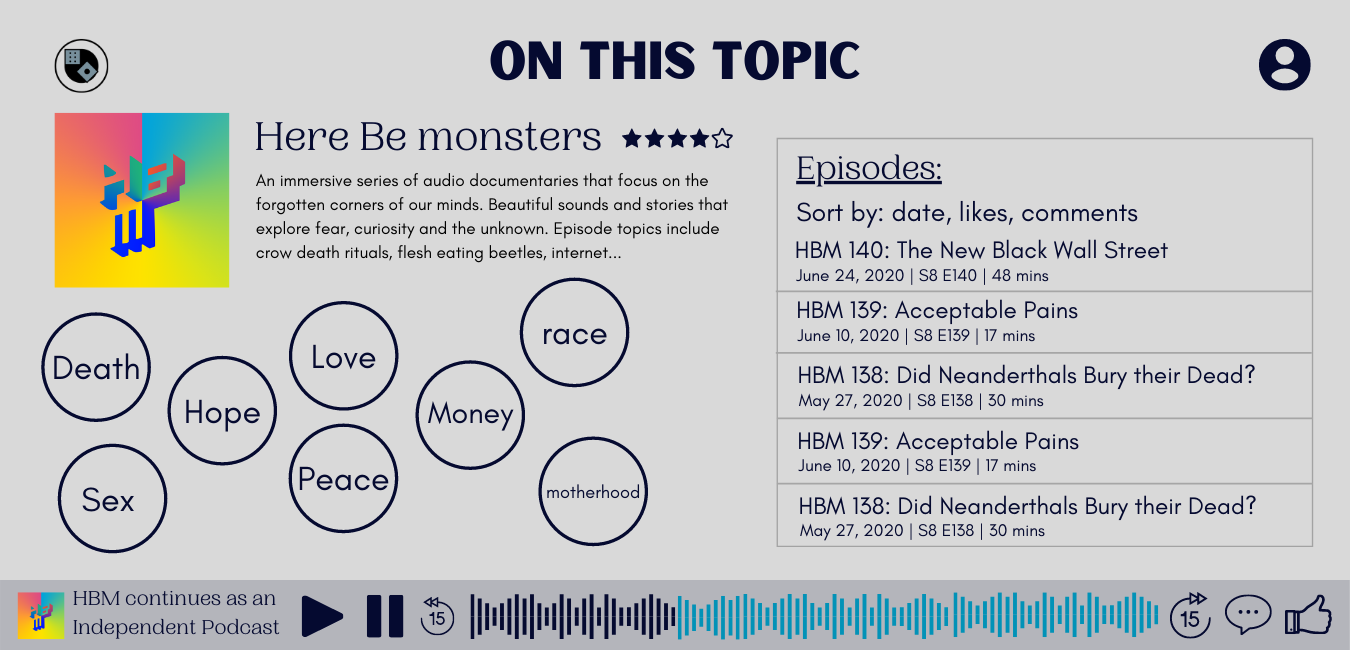 ON THIS TOPIC
Here Be monsters
An immersive series of audio documentaries that focus on the
forgotten corners of our minds. Beautiful sounds and stories that
explore fear, curiosity and the unknown. Episode topics include
crow death rituals, flesh eating beetles, internet...
Death
Hope
Love
Money
race
Sex
Peace
motherhood
Episodes:
Sort by: date, likes, comments
HBM 140: The New Black Wall Street
June 24, 2020 | S8 E140 | 48 mins
HBM 139: Acceptable Pains
June 10, 2020 | S8 E139 | 17 mins
HBM 138: Did Neanderthals Bury their Dead?
May 27, 2020 | S8 E138 | 30 mins
HBM 139: Acceptable Pains
June 10, 2020 | S8 E139 | 17 mins
HBM 138: Did Neanderthals Bury their Dead?
May 27, 2020 | S8 E138 | 30 mins
HBM continues as an
Independent Podcast
15
15